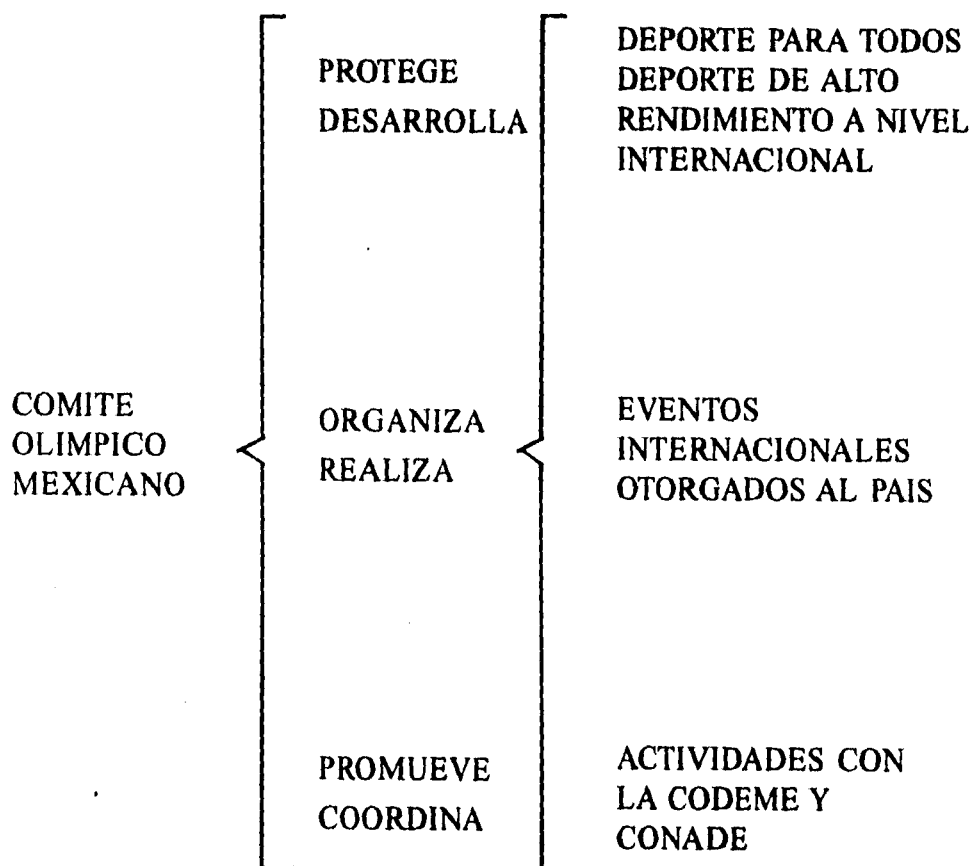 COMITE
OLIMPICO
MEXICANO
PROTEGE
DESARROLLA
DEPORTE PARA TODOS
DEPORTE DE ALTO
RENDIMIENTO A NIVEL
INTERNACIONAL
ORGANIZA
REALIZA
EVENTOS
INTERNACIONALES
OTORGADOS AL PAIS
PROMUEVE
COORDINA
ACTIVIDADES CON
LA CODEME Y
CONADE